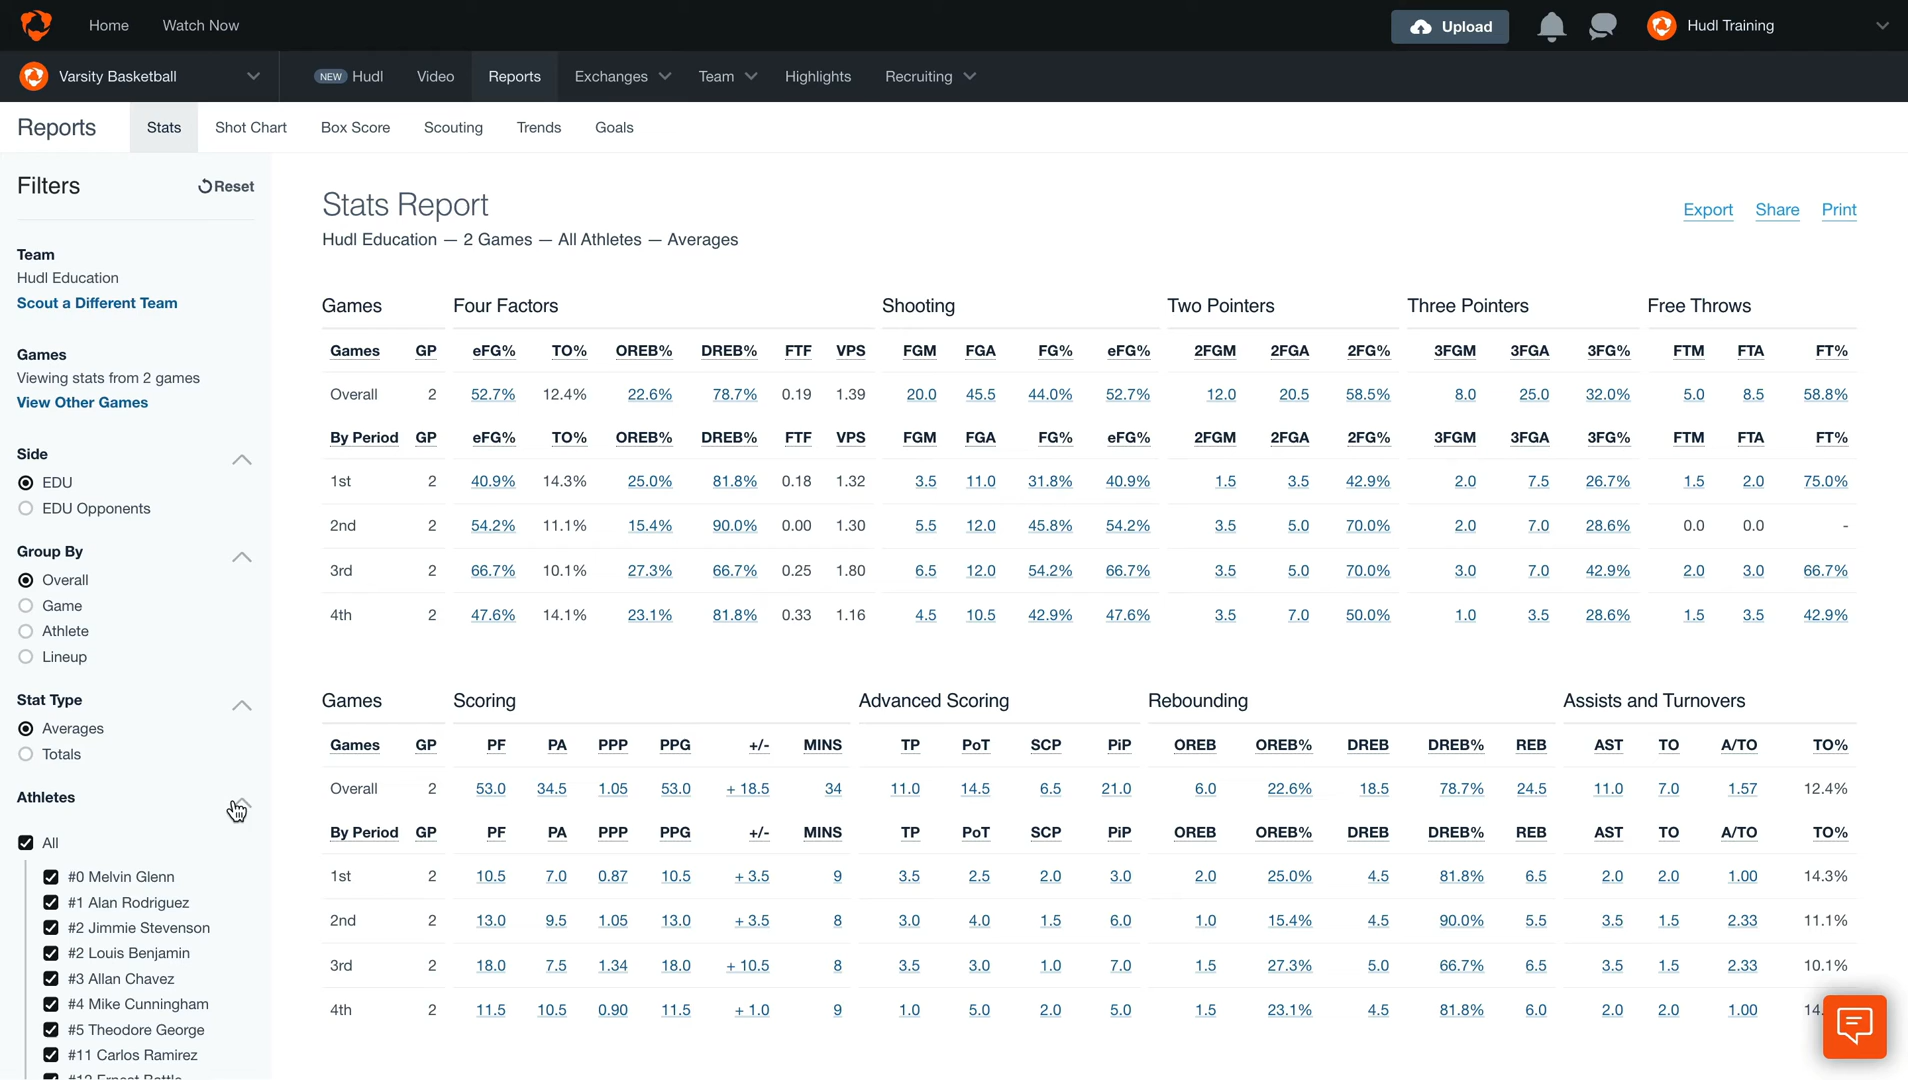 Home Watch Now Upload Hudl Training
Varsity Basketball NEW Hudl Video Reports Exchanges Team Highlights Recruiting
Reports Stats Shot Chart Box Score Scouting Trends Goals
Filters Reset
Team
Hudl Education
Scout a Different Team
Games
Viewing stats from 2 games
View Other Games
Side
EDU
EDU Opponents
Group By
Overall
Game
Athlete
Lineup
Stat Type
Averages
Totals
Athletes
All
#0 Melvin Glenn
#1 Alan Rodriguez
#2 Jimmie Stevenson
#2 Louis Benjamin
#3 Allan Chavez
#4 Mike Cunningham
#5 Theodore George
#11 Carlos Ramirez
Stats Report
Export Share Print
Hudl Education — 2 Games — All Athletes — Averages
Games Four Factors Shooting Two Pointers Three Pointers Free Throws
Games GP eFG% TO% OREB% DREB% FTF VPS FGM FGA FG% eFG% 2FGM 2FGA 2FG% 3FGM 3FGA 3FG% FTM FTA FT%
Overall 2 52.7% 12.4% 22.6% 78.7% 0.19 1.39 20.0 45.5 44.0% 52.7% 12.0 20.5 58.5% 8.0 25.0 32.0% 5.0 8.5 58.8%
By Period GP eFG% TO% OREB% DREB% FTF VPS FGM FGA FG% eFG% 2FGM 2FGA 2FG% 3FGM 3FGA 3FG% FTM FTA FT%
1st 2 40.9% 14.3% 25.0% 81.8% 0.18 1.32 3.5 11.0 31.8% 40.9% 1.5 3.5 42.9% 2.0 7.5 26.7% 1.5 2.0 75.0%
2nd 2 54.2% 11.1% 15.4% 90.0% 0.00 1.30 5.5 12.0 45.8% 54.2% 3.5 5.0 70.0% 2.0 7.0 28.6% 0.0 0.0 -
3rd 2 66.7% 10.1% 27.3% 66.7% 0.25 1.80 6.5 12.0 54.2% 66.7% 3.5 5.0 70.0% 3.0 7.0 42.9% 2.0 3.0 66.7%
4th 2 47.6% 14.1% 23.1% 81.8% 0.33 1.16 4.5 10.5 42.9% 47.6% 3.5 7.0 50.0% 1.0 3.5 28.6% 1.5 3.5 42.9%
Games Scoring Advanced Scoring Rebounding Assists and Turnovers
Games GP PF PA PPP PPG +/- MINS TP PoT SCP PiP OREB OREB% DREB DREB% REB AST TO A/TO TO%
Overall 2 53.0 34.5 1.05 53.0 + 18.5 34 11.0 14.5 6.5 21.0 6.0 22.6% 18.5 78.7% 24.5 11.0 7.0 1.57 12.4%
By Period GP PF PA PPP PPG +/- MINS TP PoT SCP PiP OREB OREB% DREB DREB% REB AST TO A/TO TO%
1st 2 10.5 7.0 0.87 10.5 + 3.5 9 3.5 2.5 2.0 3.0 2.0 25.0% 4.5 81.8% 6.5 2.0 2.0 1.00 14.3%
2nd 2 13.0 9.5 1.05 13.0 + 3.5 8 3.0 4.0 1.5 6.0 1.0 15.4% 4.5 90.0% 5.5 3.5 1.5 2.33 11.1%
3rd 2 18.0 7.5 1.34 18.0 + 10.5 8 3.5 3.0 1.0 7.0 1.5 27.3% 5.0 66.7% 6.5 3.5 1.5 2.33 10.1%
4th 2 11.5 10.5 0.90 11.5 + 1.0 9 1.0 5.0 2.0 5.0 1.5 23.1% 4.5 81.8% 6.0 2.0 2.0 1.00